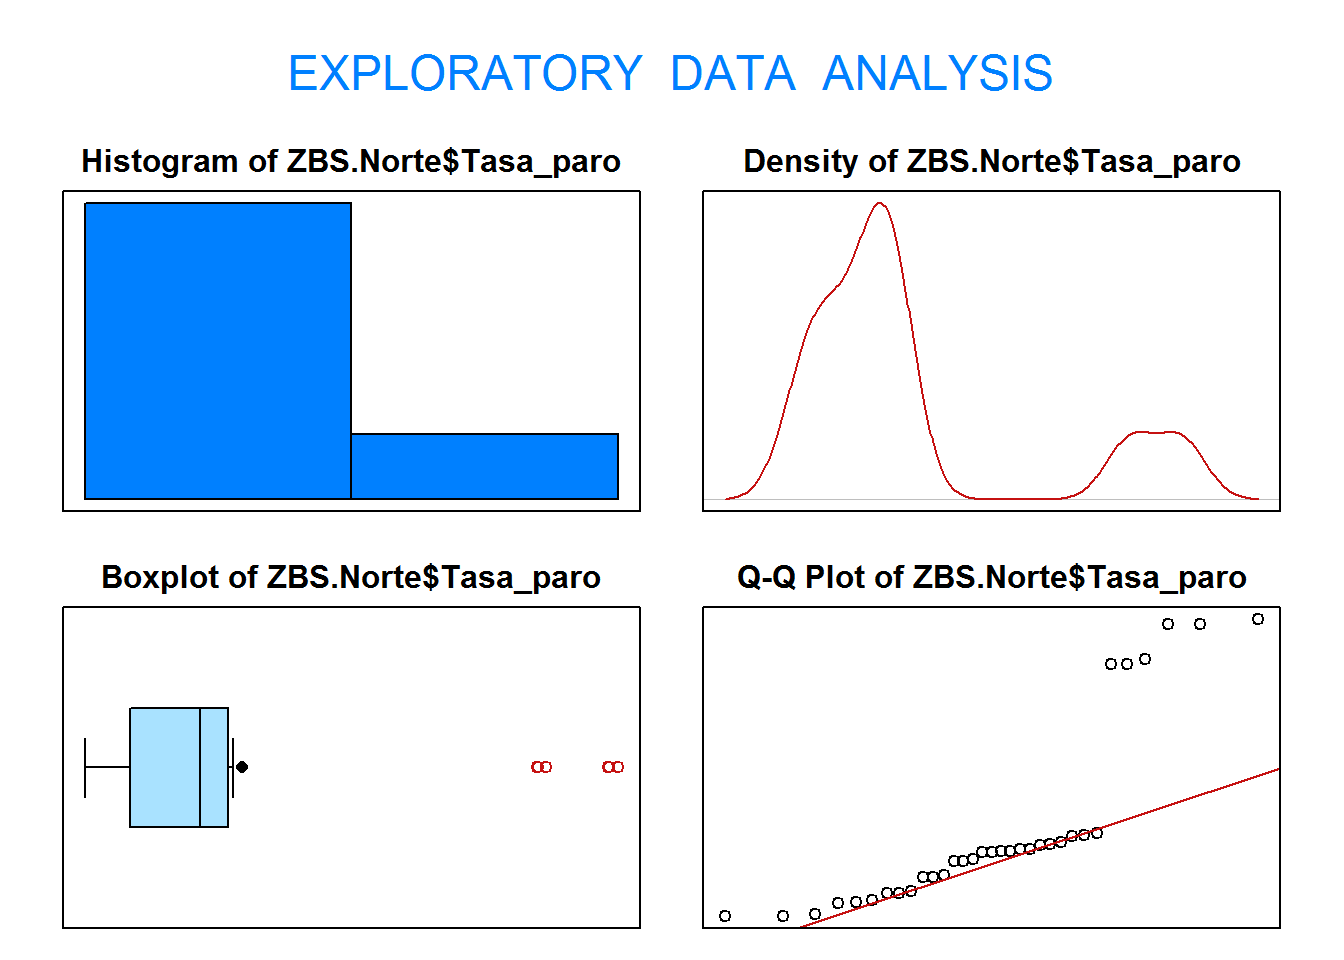 EXPLORATORY DATA ANALYSIS
Histogram of ZBS.Norte$Tasa_paro
Density of ZBS.Norte$Tasa_paro
Boxplot of ZBS.Norte$Tasa_paro
Q-Q Plot of ZBS.Norte$Tasa_paro